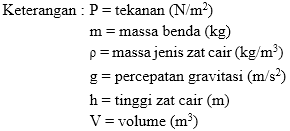 Keterangan : P = tekanan (N/m²)
m = massa benda (kg)
ρ = massa jenis zat cair (kg/m³)
g = percepatan gravitasi (m/s²)
h = tinggi zat cair (m)
V = volume (m³)